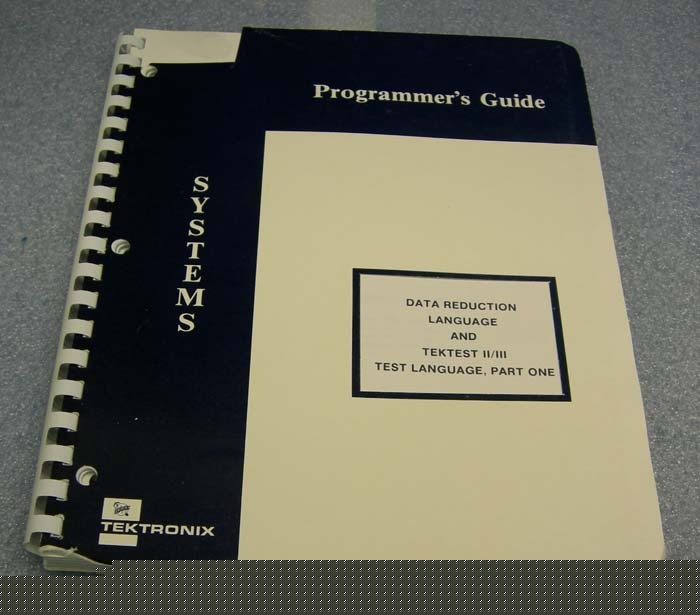 Programmer's Guide
SYSTEMS
DATA REDUCTION
LANGUAGE
AND
TEKTEST II/III
TEST LANGUAGE, PART ONE
TEKTRONIX